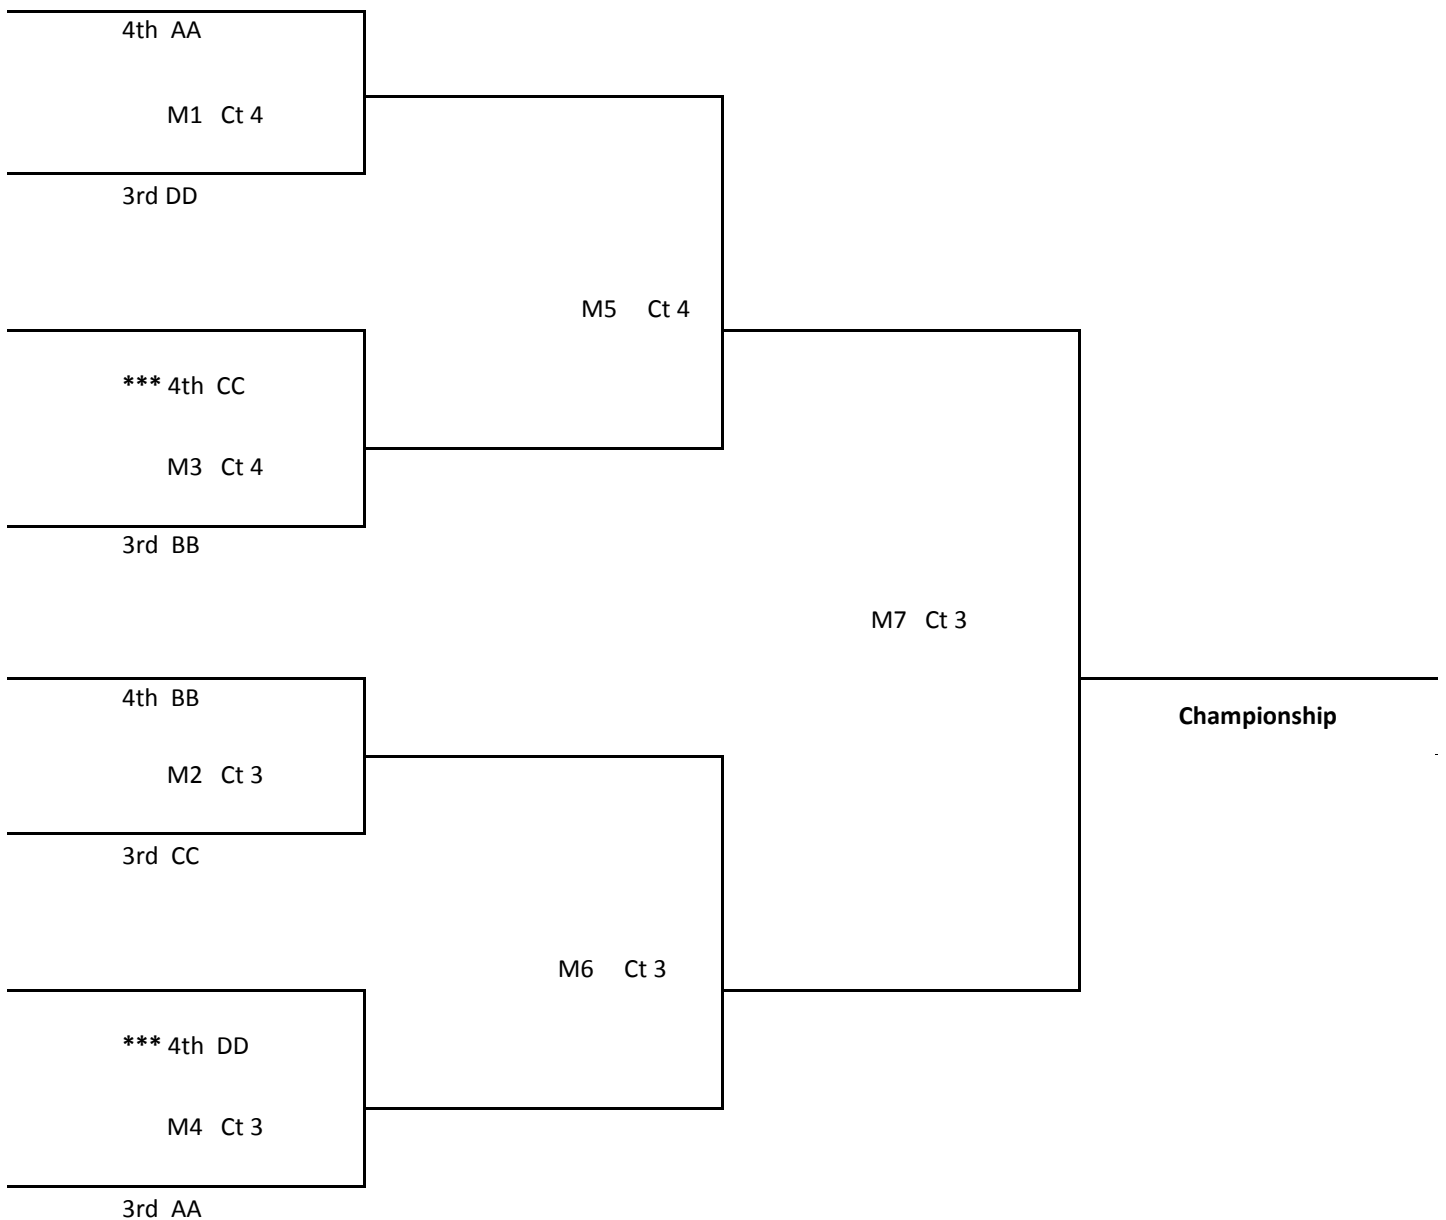 4th AA
M1 Ct 4
3rd DD
M5 Ct 4
*** 4th CC
M3 Ct 4
3rd BB
M7 Ct 3
4th BB
Championship
M2 Ct 3
3rd CC
M6 Ct 3
*** 4th DD
M4 Ct 3
3rd AA